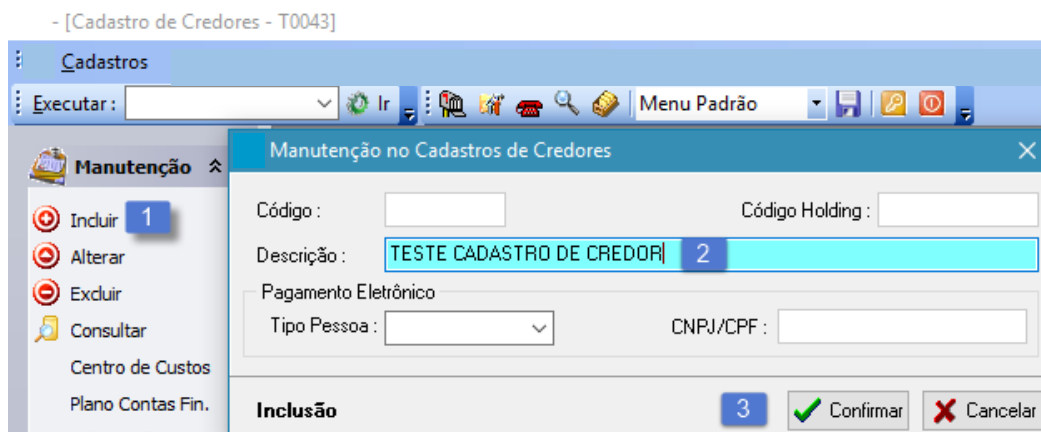 - [Cadastro de Credores - T0043]
Cadastros
Executar : Ir Menu Padrão
Manutenção
Manutenção no Cadastros de Credores
Incluir 1
Código : Código Holding :
Alterar
Descrição : TESTE CADASTRO DE CREDOR 2
Excluir
Pagamento Eletrônico
Consultar
Tipo Pessoa : CNPJ/CPF :
Centro de Custos
Plano Contas Fin.
Inclusão 3 Confirmar Cancelar